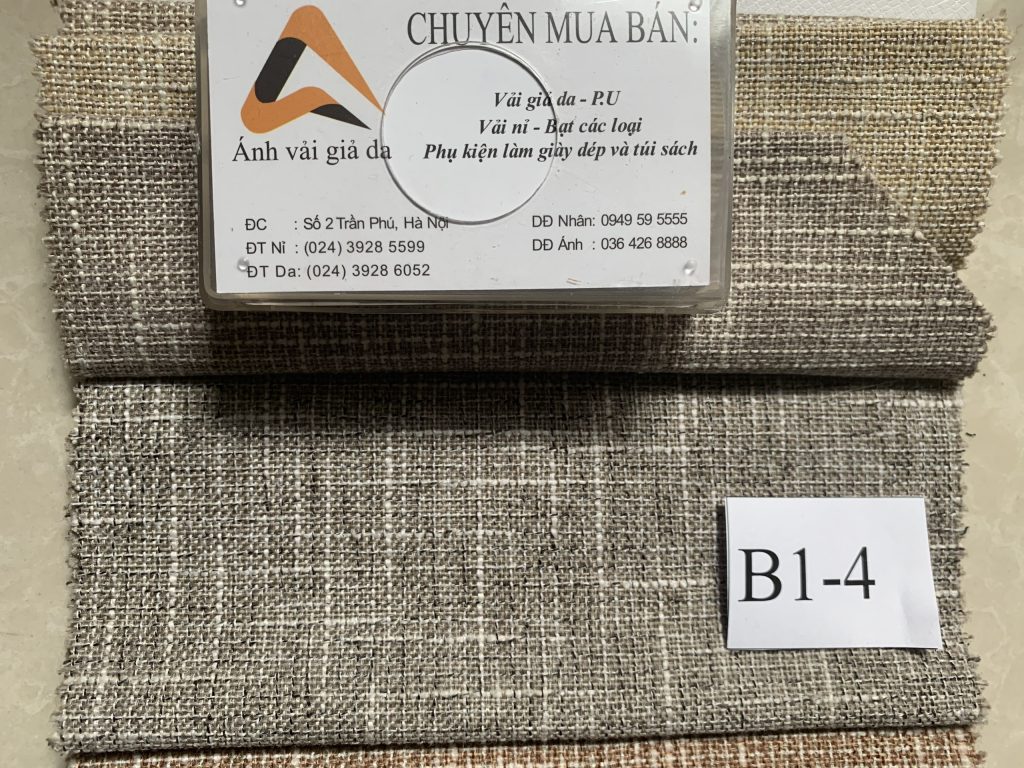 CHUYÊN MUA BÁN:
Vải giả da - P.U
Vải nỉ - Bạt các loại
Phụ kiện làm giày dép và túi sách
Ánh vải giả da
ĐC : Số 2 Trần Phú, Hà Nội
ĐT Nỉ : (024) 3928 5599
ĐT Da: (024) 3928 6052
DĐ Nhân: 0949 59 5555
DĐ Ánh : 036 426 8888
B1-4